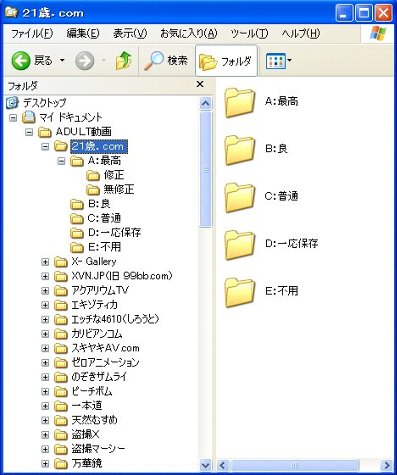 21歳．com
ファイル(F) 編集(E) 表示(V) お気に入り(A) ツール(T) ヘルプ(H)
戻る 検索 フォルダ
フォルダ
デスクトップ
マイ ドキュメント
ADULT動画
21歳．com
A：最高
修正
無修正
B：良
C：普通
D：一応保存
E：不用
X- Gallery
XVN.JP(旧 99bb.com)
アクアリウムTV
エキゾティカ
エッチな4610(しろうと)
カリビアンコム
スキヤキAV.com
ゼロアニメーション
のぞきザムライ
ピーチボム
一本道
天然むすめ
盗撮X
盗撮マーシー
万華鏡
A：最高
B：良
C：普通
D：一応保存
E：不用